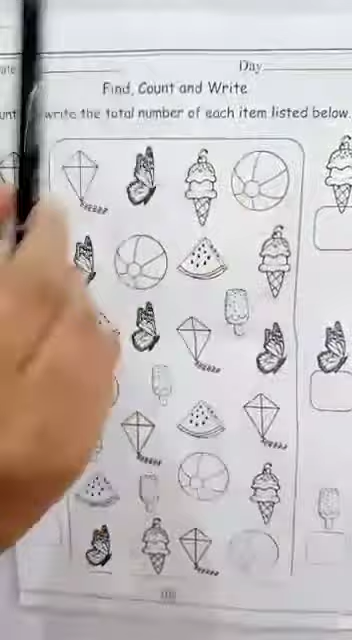 Day
Find, Count and Write
write the total number of each item listed below.